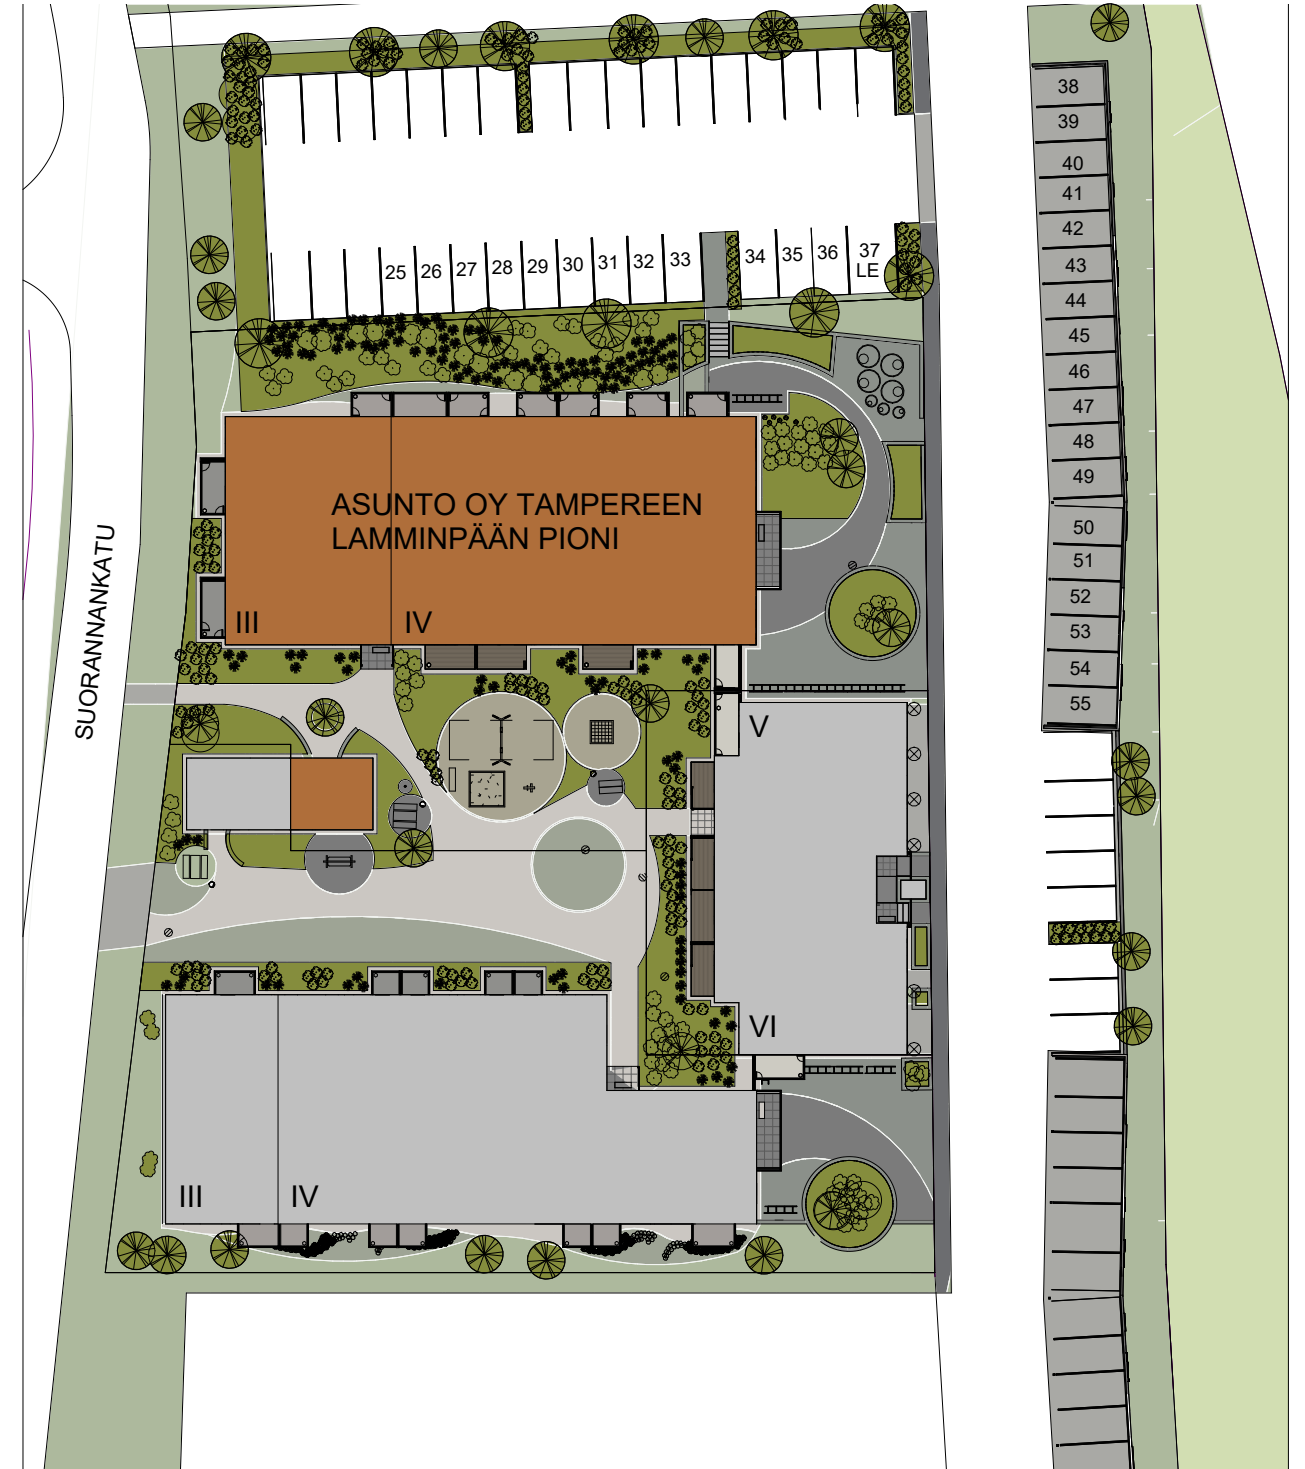 38
39
40
41
42
43
44
45
46
47
48
49
50
51
52
53
54
55
25 26 27 28 29 30 31 32 33 34 35 36 37
LE
ASUNTO OY TAMPEREEN
LAMMINPÄÄN PIONI
III IV
SUORANNANKATU
V
VI
III IV